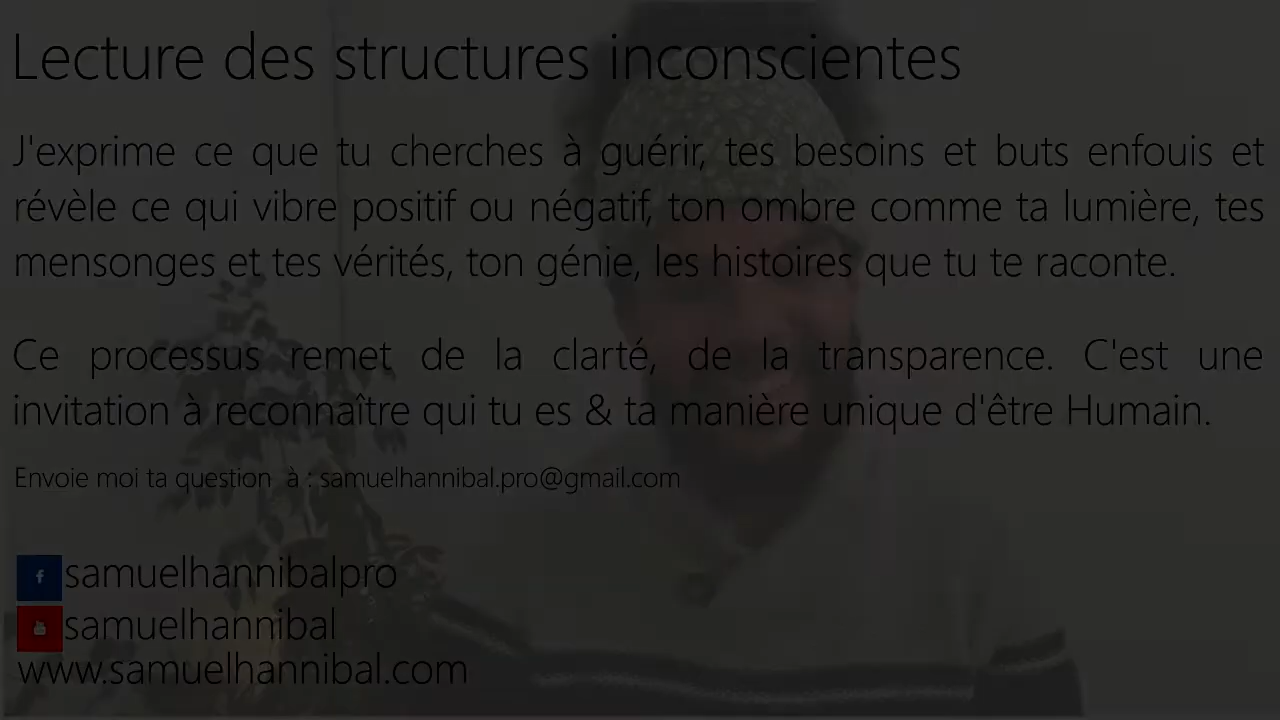 Lecture des structures inconscientes
J'exprime ce que tu cherches à guérir, tes besoins et buts enfouis et
révèle ce qui vibre positif ou négatif, ton ombre comme ta lumière, tes
mensonges et tes vérités, ton génie, les histoires que tu te raconte.
Ce processus remet de la clarté, de la transparence. C'est une
invitation à reconnaître qui tu es & ta manière unique d'être Humain.
Envoie moi ta question à : samuelhannibal.pro@gmail.com
f samuelhannibalpro
samuelhannibal
www.samuelhannibal.com